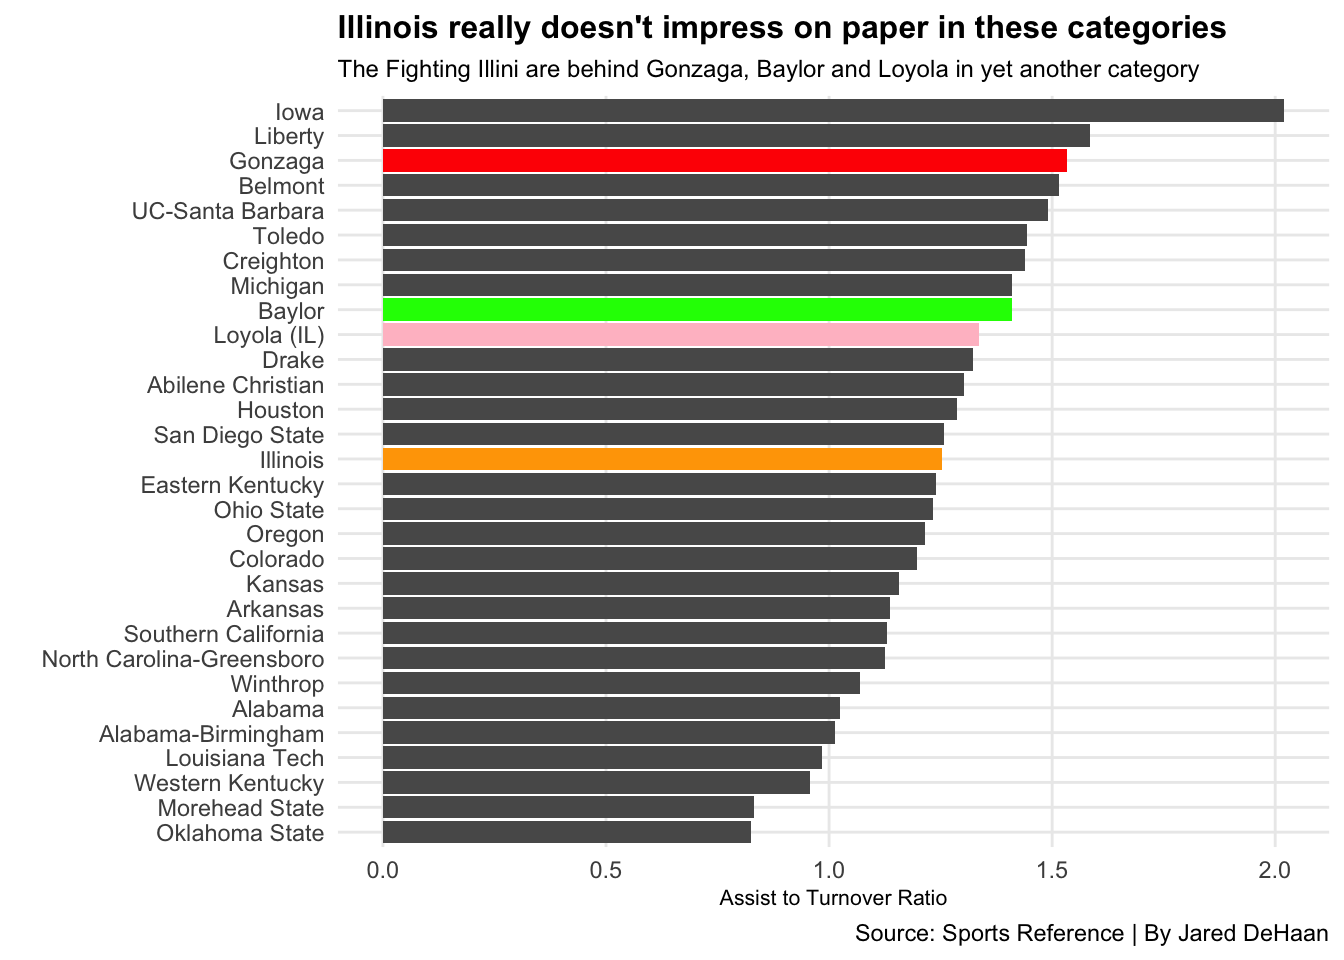 Illinois really doesn't impress on paper in these categories
The Fighting Illini are behind Gonzaga, Baylor and Loyola in yet another category
Iowa
Liberty
Gonzaga
Belmont
UC-Santa Barbara
Toledo
Creighton
Michigan
Baylor
Loyola (IL)
Drake
Abilene Christian
Houston
San Diego State
Illinois
Eastern Kentucky
Ohio State
Oregon
Colorado
Kansas
Arkansas
Southern California
North Carolina-Greensboro
Winthrop
Alabama
Alabama-Birmingham
Louisiana Tech
Western Kentucky
Morehead State
Oklahoma State
0.0 0.5 1.0 1.5 2.0
Assist to Turnover Ratio
Source: Sports Reference | By Jared DeHaan